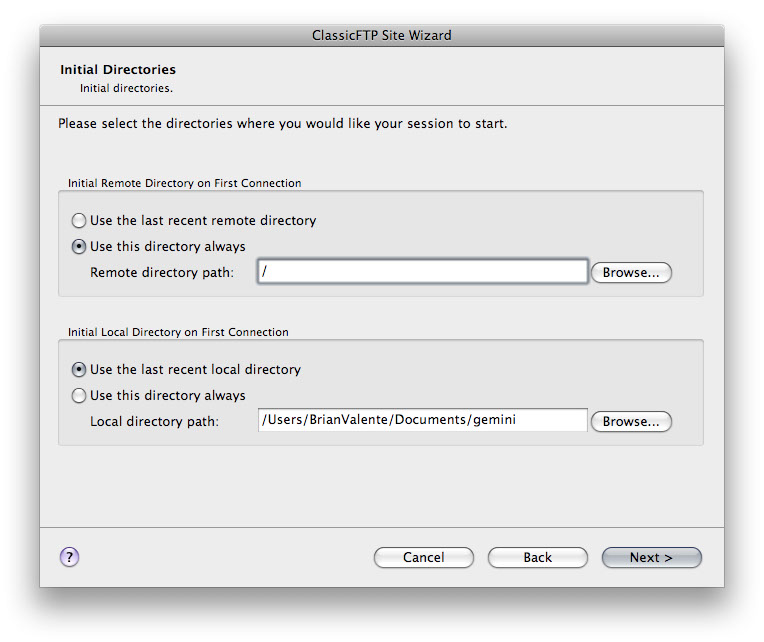 ClassicFTP Site Wizard
Initial Directories
Initial directories.
Please select the directories where you would like your session to start.
Initial Remote Directory on First Connection
Use the last recent remote directory
Use this directory always
Remote directory path: / Browse...
Initial Local Directory on First Connection
Use the last recent local directory
Use this directory always
Local directory path: /Users/BrianValente/Documents/gemini Browse...
? Cancel Back Next >